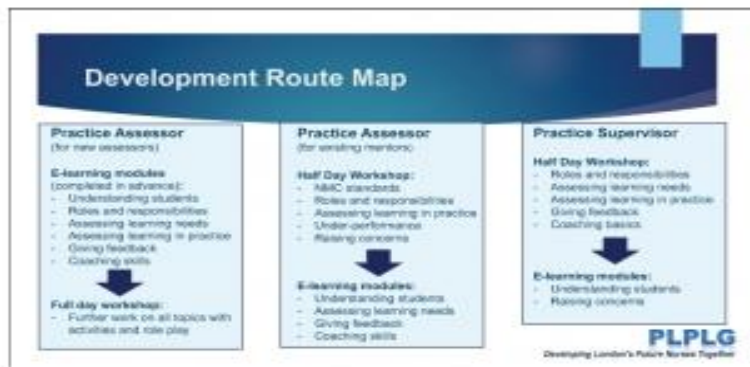 Development Route Map
Practice Assessor
(for new assessors)
E-learning modules
(completed in advance):
- Understanding students
- Roles and responsibilities
- Assessing learning needs
- Assessing learning in practice
- Giving feedback
- Coaching skills
Full day workshop:
- Further work on all topics with
activities and role play
Practice Assessor
(for existing mentors)
Half Day Workshop:
- NMC standards
- Roles and responsibilities
- Assessing learning in practice
- Under-performance
- Raising concerns
E-learning modules:
- Understanding students
- Assessing learning needs
- Giving feedback
- Coaching skills
Practice Supervisor
Half Day Workshop:
- Roles and responsibilities
- Assessing learning needs
- Assessing learning in practice
- Giving feedback
- Coaching basics
E-learning modules:
- Understanding students
- Raising concerns
PLPLG
Developing London's Future Nurses Together